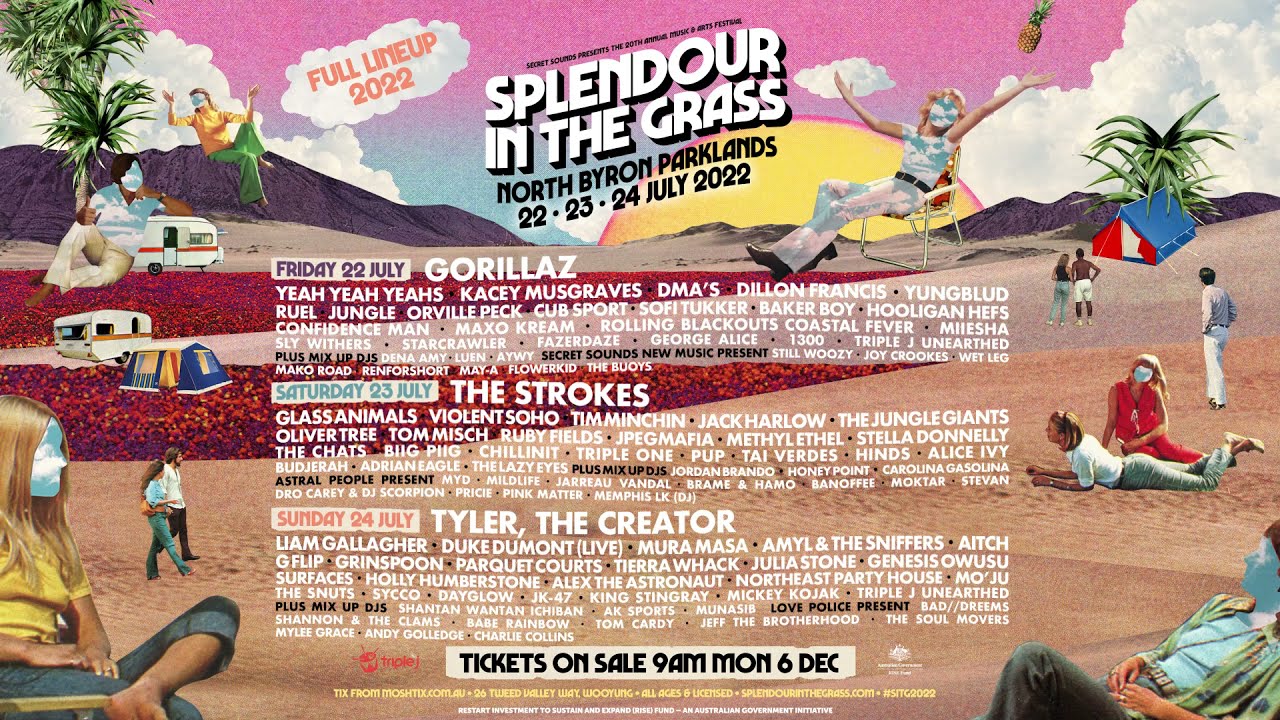 FULL LINEUP
2022
SECRET SOUNDS PRESENTS THE 20TH ANNUAL MUSIC & ARTS FESTIVAL
SPLENDOUR
IN THE GRASS
NORTH BYRON PARKLANDS
22 • 23 • 24 JULY 2022
FRIDAY 22 JULY GORILLAZ
YEAH YEAH YEAHS • KACEY MUSGRAVES • DMA'S • DILLON FRANCIS • YUNGBLUD
RUEL • JUNGLE • ORVILLE PECK • CUB SPORT • SOFI TUKKER • BAKER BOY • HOOLIGAN HEFS
CONFIDENCE MAN • MAXO KREAM • ROLLING BLACKOUTS COASTAL FEVER • MIIESHA
SLY WITHERS • STARCRAWLER • FAZERDAZE • GEORGE ALICE • 1300 • TRIPLE J UNEARTHED
PLUS MIX UP DJS DENA AMY • LUEN • AYWY SECRET SOUNDS NEW MUSIC PRESENT STILL WOOZY • JOY CROOKES • WET LEG
MAKO ROAD RENFORSHORT MAY-A FLOWERKID THE BUOYS
SATURDAY 23 JULY THE STROKES
GLASS ANIMALS VIOLENT SOHO • TIM MINCHIN • JACK HARLOW • THE JUNGLE GIANTS
OLIVER TREE TOM MISCH • RUBY FIELDS • JPEGMAFIA • METHYL ETHEL • STELLA DONNELLY
THE CHATS • BIIG PIIG • CHILLINIT • TRIPLE ONE • PUP • TAI VERDES • HINDS • ALICE IVY
BUDJERAH • ADRIAN EAGLE • THE LAZY EYES PLUS MIX UP DJS JORDAN BRANDO • HONEY POINT • CAROLINA GASOLINA
ASTRAL PEOPLE PRESENT MYD • MILDLIFE • JARREAU VANDAL • BRAME & HAMO • BANOFFEE • MOKTAR • STEVAN
DRO CAREY & DJ SCORPION • PRICIE • PINK MATTER • MEMPHIS LK (DJ)
SUNDAY 24 JULY TYLER, THE CREATOR
LIAM GALLAGHER • DUKE DUMONT (LIVE) • MURA MASA • AMYL & THE SNIFFERS • AITCH
G FLIP • GRINSPOON • PARQUET COURTS • TIERRA WHACK • JULIA STONE • GENESIS OWUSU
SURFACES • HOLLY HUMBERSTONE • ALEX THE ASTRONAUT • NORTHEAST PARTY HOUSE • MO'JU
THE SNUTS • SYCCO • DAYGLOW • JK-47 • KING STINGRAY • MICKEY KOJAK • TRIPLE J UNEARTHED
PLUS MIX UP DJS SHANTAN WANTAN ICHIBAN • AK SPORTS • MUNASIB LOVE POLICE PRESENT BAD//DREEMS
SHANNON & THE CLAMS • BABE RAINBOW • TOM CARDY • JEFF THE BROTHERHOOD • THE SOUL MOVERS
MYLEE GRACE • ANDY GOLLEDGE • CHARLIE COLLINS
triple j
TICKETS ON SALE 9AM MON 6 DEC
Australian Government
RISE Fund
TIX FROM MOSHTIX.COM.AU • 26 TWEED VALLEY WAY, WOOYUNG • ALL AGES & LICENSED • SPLENDOURINTHEGRASS.COM • #SITG2022
RESTART INVESTMENT TO SUSTAIN AND EXPAND (RISE) FUND – AN AUSTRALIAN GOVERNMENT INITIATIVE